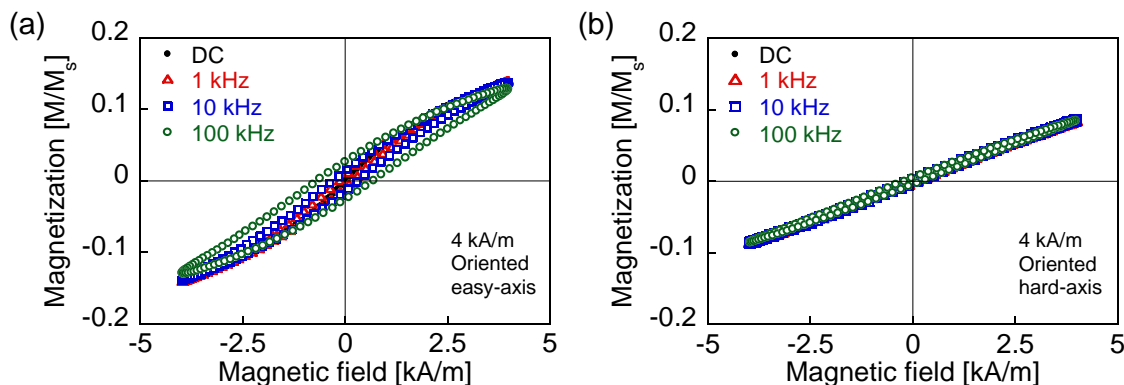 (a)
Magnetization [M/Mₛ]
0.2
0.1
0
-0.1
-0.2
DC
1 kHz
10 kHz
100 kHz
4 kA/m
Oriented
easy-axis
-5
-2.5
0
2.5
5
Magnetic field [kA/m]
(b)
Magnetization [M/Mₛ]
0.2
0.1
0
-0.1
-0.2
DC
1 kHz
10 kHz
100 kHz
4 kA/m
Oriented
hard-axis
-5
-2.5
0
2.5
5
Magnetic field [kA/m]